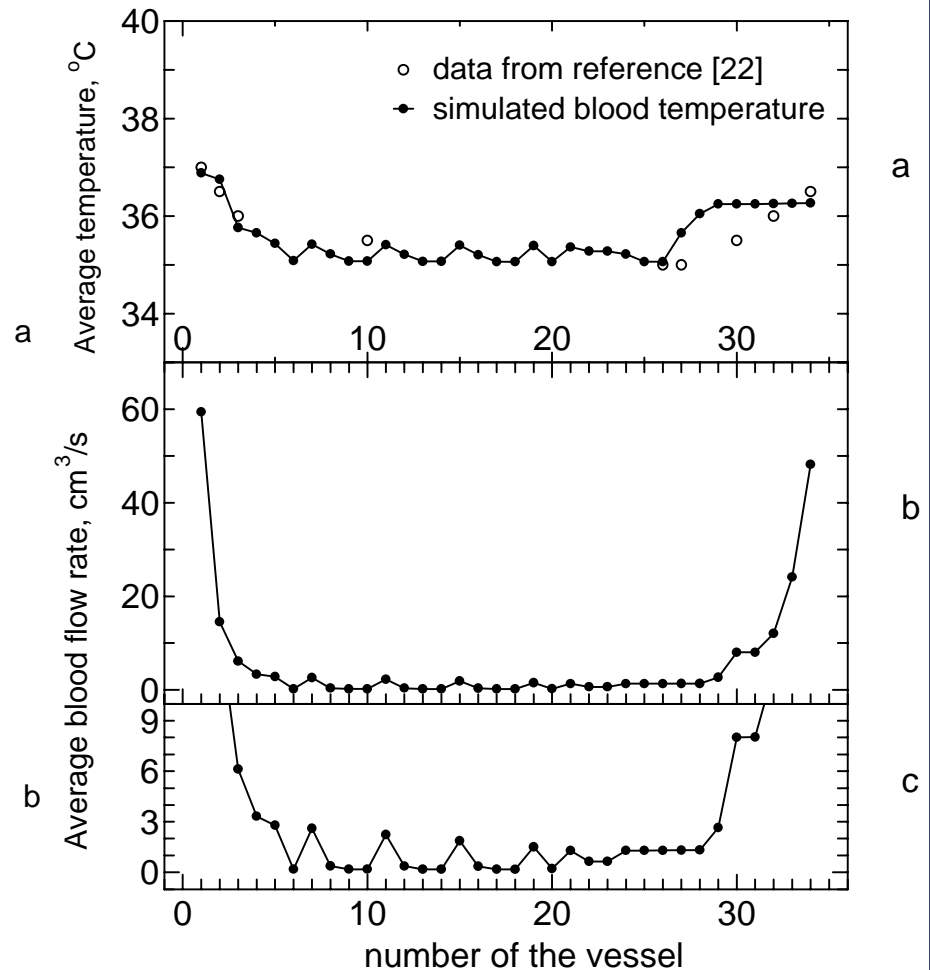 40
38
36
34
Average temperature, °C
data from reference [22]
simulated blood temperature
a
a
0 10 20 30
60
40
20
0
Average blood flow rate, cm³/s
b
9
6
3
0
b
c
0 10 20 30
number of the vessel